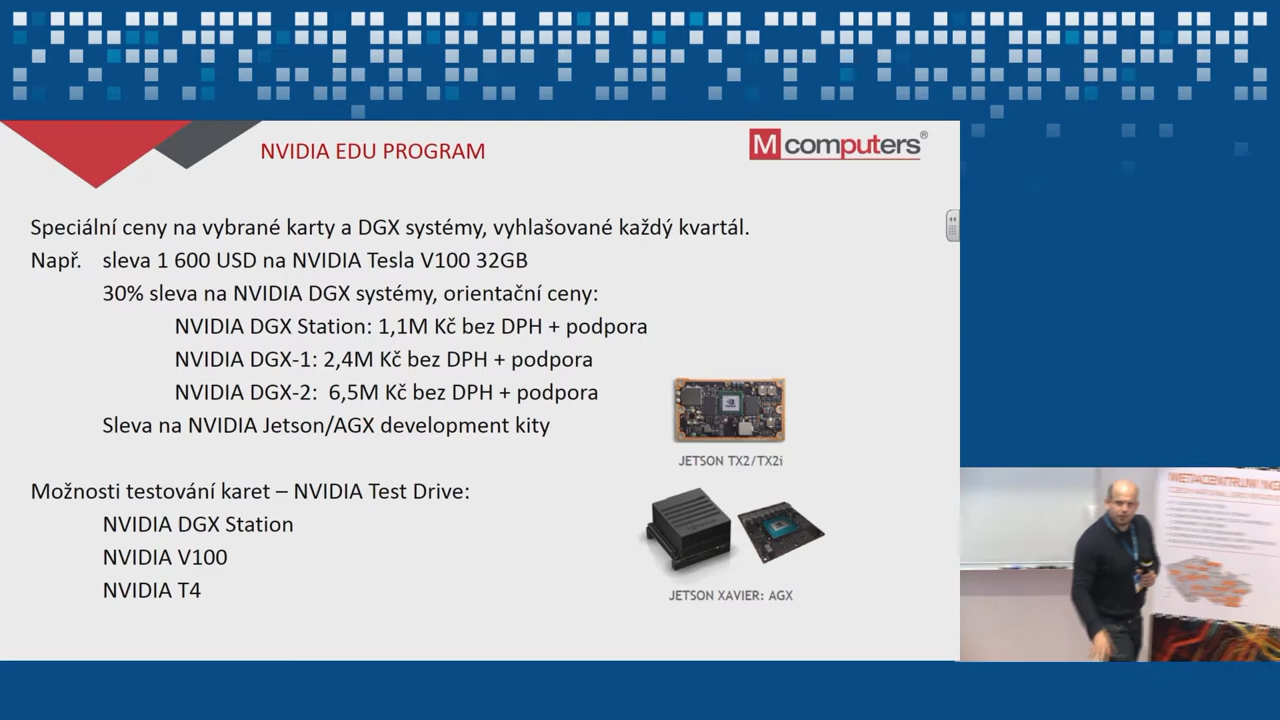 NVIDIA EDU PROGRAM
M computers®
Speciální ceny na vybrané karty a DGX systémy, vyhlašované každý kvartál.
Např. sleva 1 600 USD na NVIDIA Tesla V100 32GB
30% sleva na NVIDIA DGX systémy, orientační ceny:
NVIDIA DGX Station: 1,1M Kč bez DPH + podpora
NVIDIA DGX-1: 2,4M Kč bez DPH + podpora
NVIDIA DGX-2: 6,5M Kč bez DPH + podpora
Sleva na NVIDIA Jetson/AGX development kity
JETSON TX2/TX2i
Možnosti testování karet – NVIDIA Test Drive:
NVIDIA DGX Station
NVIDIA V100
NVIDIA T4
JETSON XAVIER: AGX
METACENTRUM